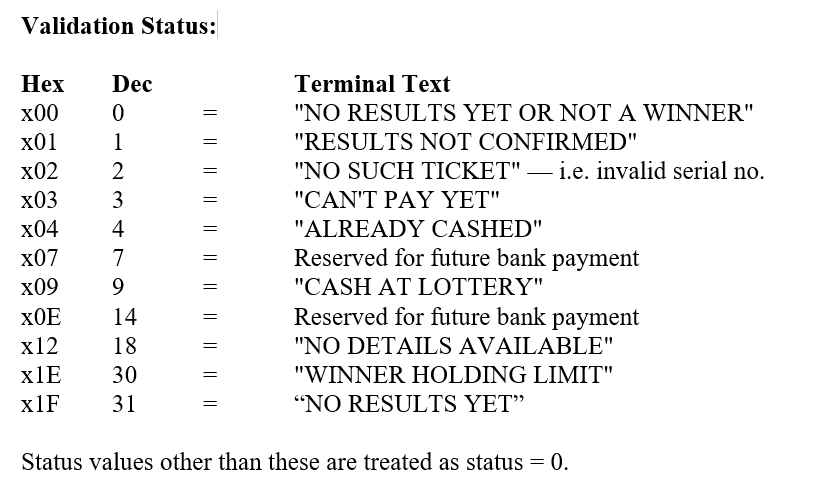 Validation Status:
Hex Dec Terminal Text
x00 0 = "NO RESULTS YET OR NOT A WINNER"
x01 1 = "RESULTS NOT CONFIRMED"
x02 2 = "NO SUCH TICKET" — i.e. invalid serial no.
x03 3 = "CAN'T PAY YET"
x04 4 = "ALREADY CASHED"
x07 7 = Reserved for future bank payment
x09 9 = "CASH AT LOTTERY"
x0E 14 = Reserved for future bank payment
x12 18 = "NO DETAILS AVAILABLE"
x1E 30 = "WINNER HOLDING LIMIT"
x1F 31 = “NO RESULTS YET”
Status values other than these are treated as status = 0.